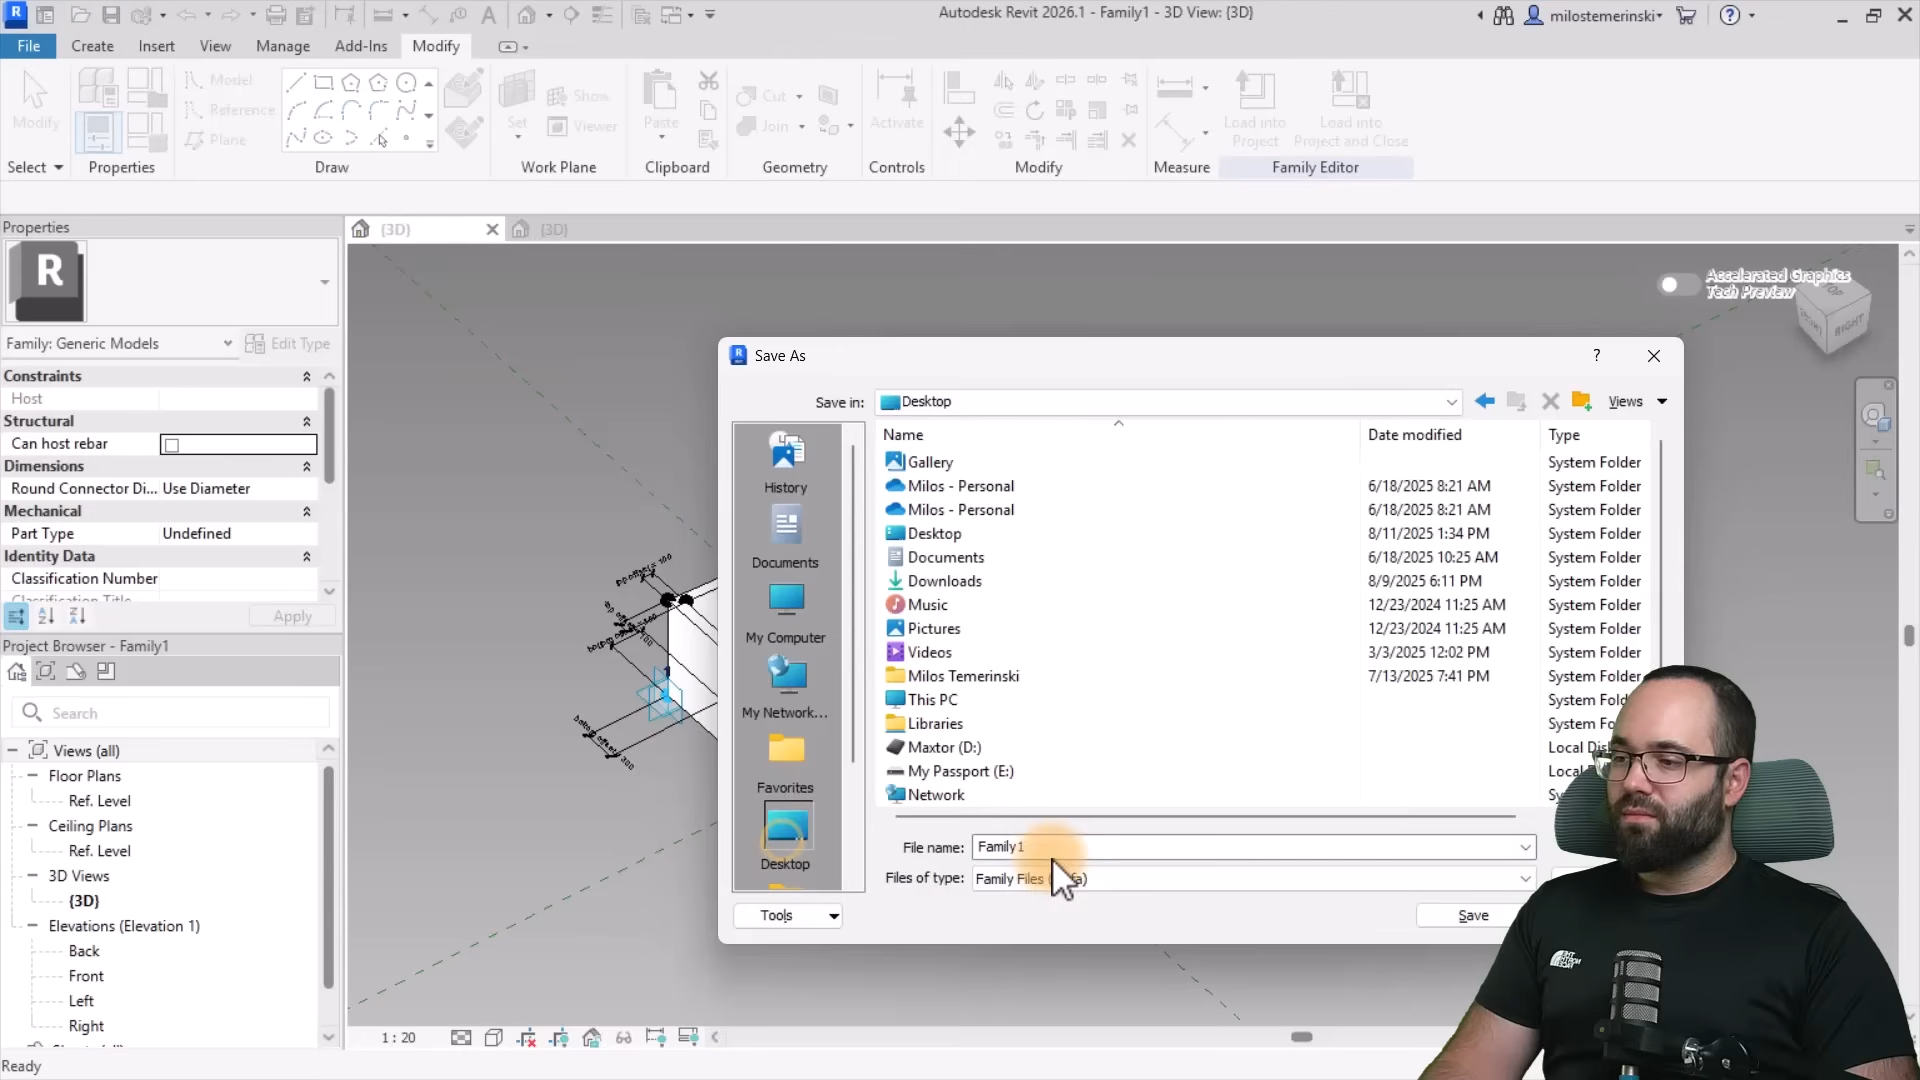 Autodesk Revit 2026.1 - Family1 - 3D View: {3D}
milostemerinski
File
Create
Insert
View
Manage
Add-Ins
Modify
Modify
Select
Properties
Model
Reference
Plane
Draw
Set
Show
Viewer
Work Plane
Paste
Clipboard
Cut
Join
Geometry
Activate
Controls
Modify
Measure
Load into
Project
Load into
Project and Close
Family Editor
Properties
{3D}
{3D}
R
Family: Generic Models
Edit Type
Constraints
Host
Structural
Can host rebar
Dimensions
Round Connector Di... Use Diameter
Mechanical
Part Type Undefined
Identity Data
Classification Number
Classification Title
Apply
Project Browser - Family1
Search
Views (all)
Floor Plans
Ref. Level
Ceiling Plans
Ref. Level
3D Views
{3D}
Elevations (Elevation 1)
Back
Front
Left
Right
Ready
1 : 20
Accelerated Graphics
Tech Preview
TOP
FRONT
RIGHT
Save As
Save in:
Desktop
Views
History
Documents
My Computer
My Network...
Favorites
Desktop
Name Date modified Type
Gallery System Folder
Milos - Personal 6/18/2025 8:21 AM System Folder
Milos - Personal 6/18/2025 8:21 AM System Folder
Desktop 8/11/2025 1:34 PM System Folder
Documents 6/18/2025 10:25 AM System Folder
Downloads 8/9/2025 6:11 PM System Folder
Music 12/23/2024 11:25 AM System Folder
Pictures 12/23/2024 11:25 AM System Folder
Videos 3/3/2025 12:02 PM System Folder
Milos Temerinski 7/13/2025 7:41 PM System
This PC System
Libraries System
Maxtor (D:) Local
My Passport (E:) Local
Network
File name: Family1
Files of type: Family Files
Tools
Save
THE
NORTH
FACE